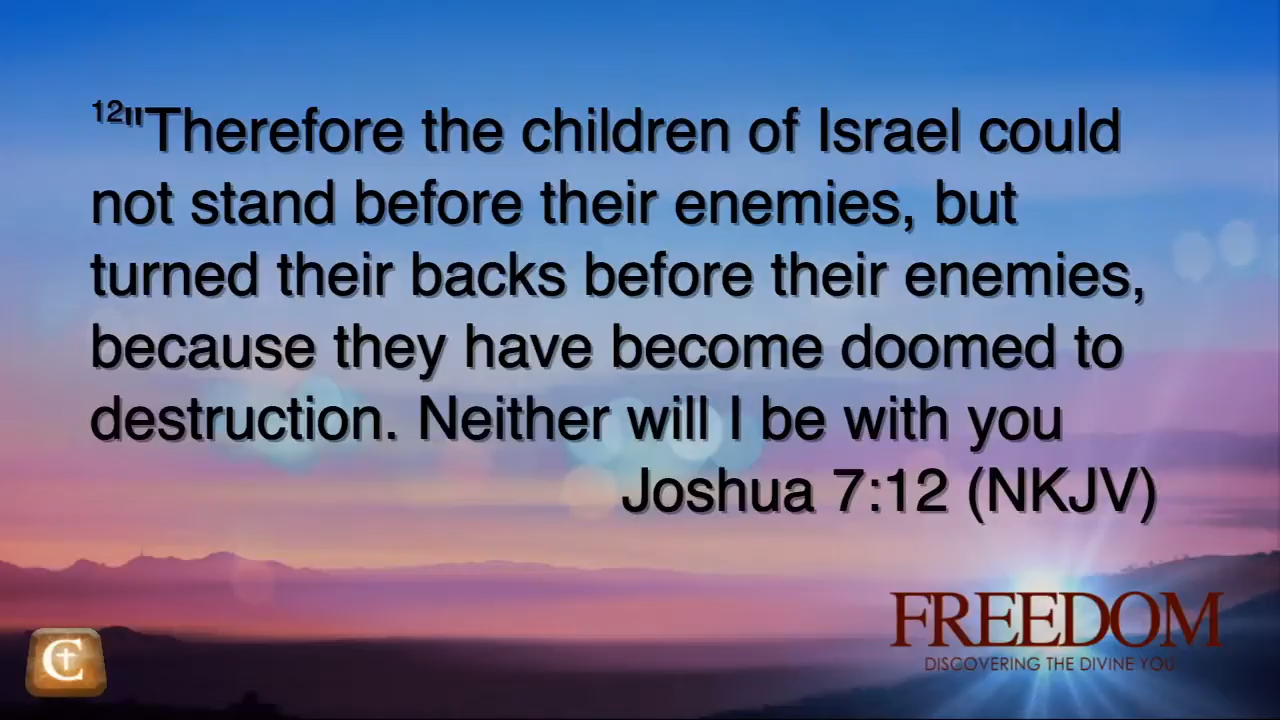 12"Therefore the children of Israel could
not stand before their enemies, but
turned their backs before their enemies,
because they have become doomed to
destruction. Neither will I be with you
Joshua 7:12 (NKJV)
FREEDOM
DISCOVERING THE DIVINE YOU
C